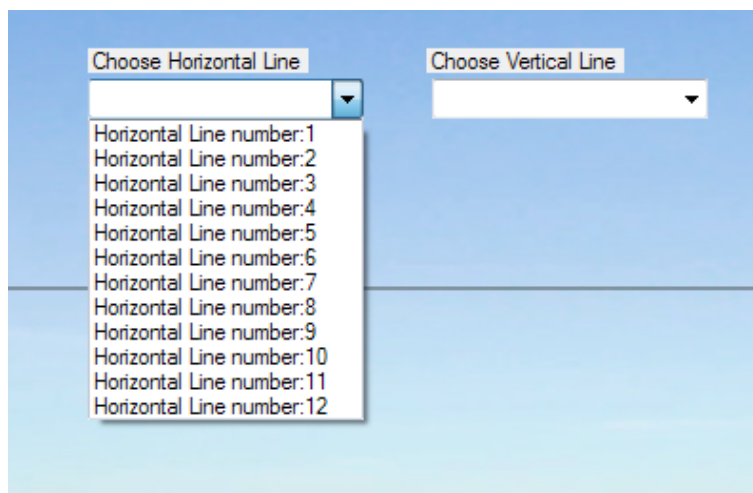 Choose Horizontal Line
Choose Vertical Line
Horizontal Line number:1
Horizontal Line number:2
Horizontal Line number:3
Horizontal Line number:4
Horizontal Line number:5
Horizontal Line number:6
Horizontal Line number:7
Horizontal Line number:8
Horizontal Line number:9
Horizontal Line number:10
Horizontal Line number:11
Horizontal Line number:12